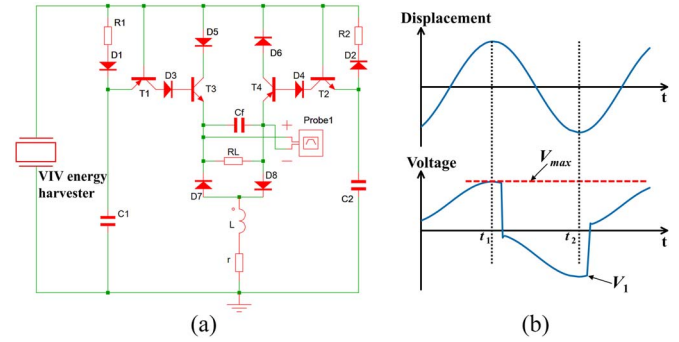 R1
D1
T1
D3
D5
T3
D6
T4
D4
T2
R2
D2
Cf
+
Probe1
RL
−
D7
D8
VIV energy
harvester
C1
C2
L
r
(a)
Displacement
t
Voltage
Vmax
t1
t2
t
V1
(b)